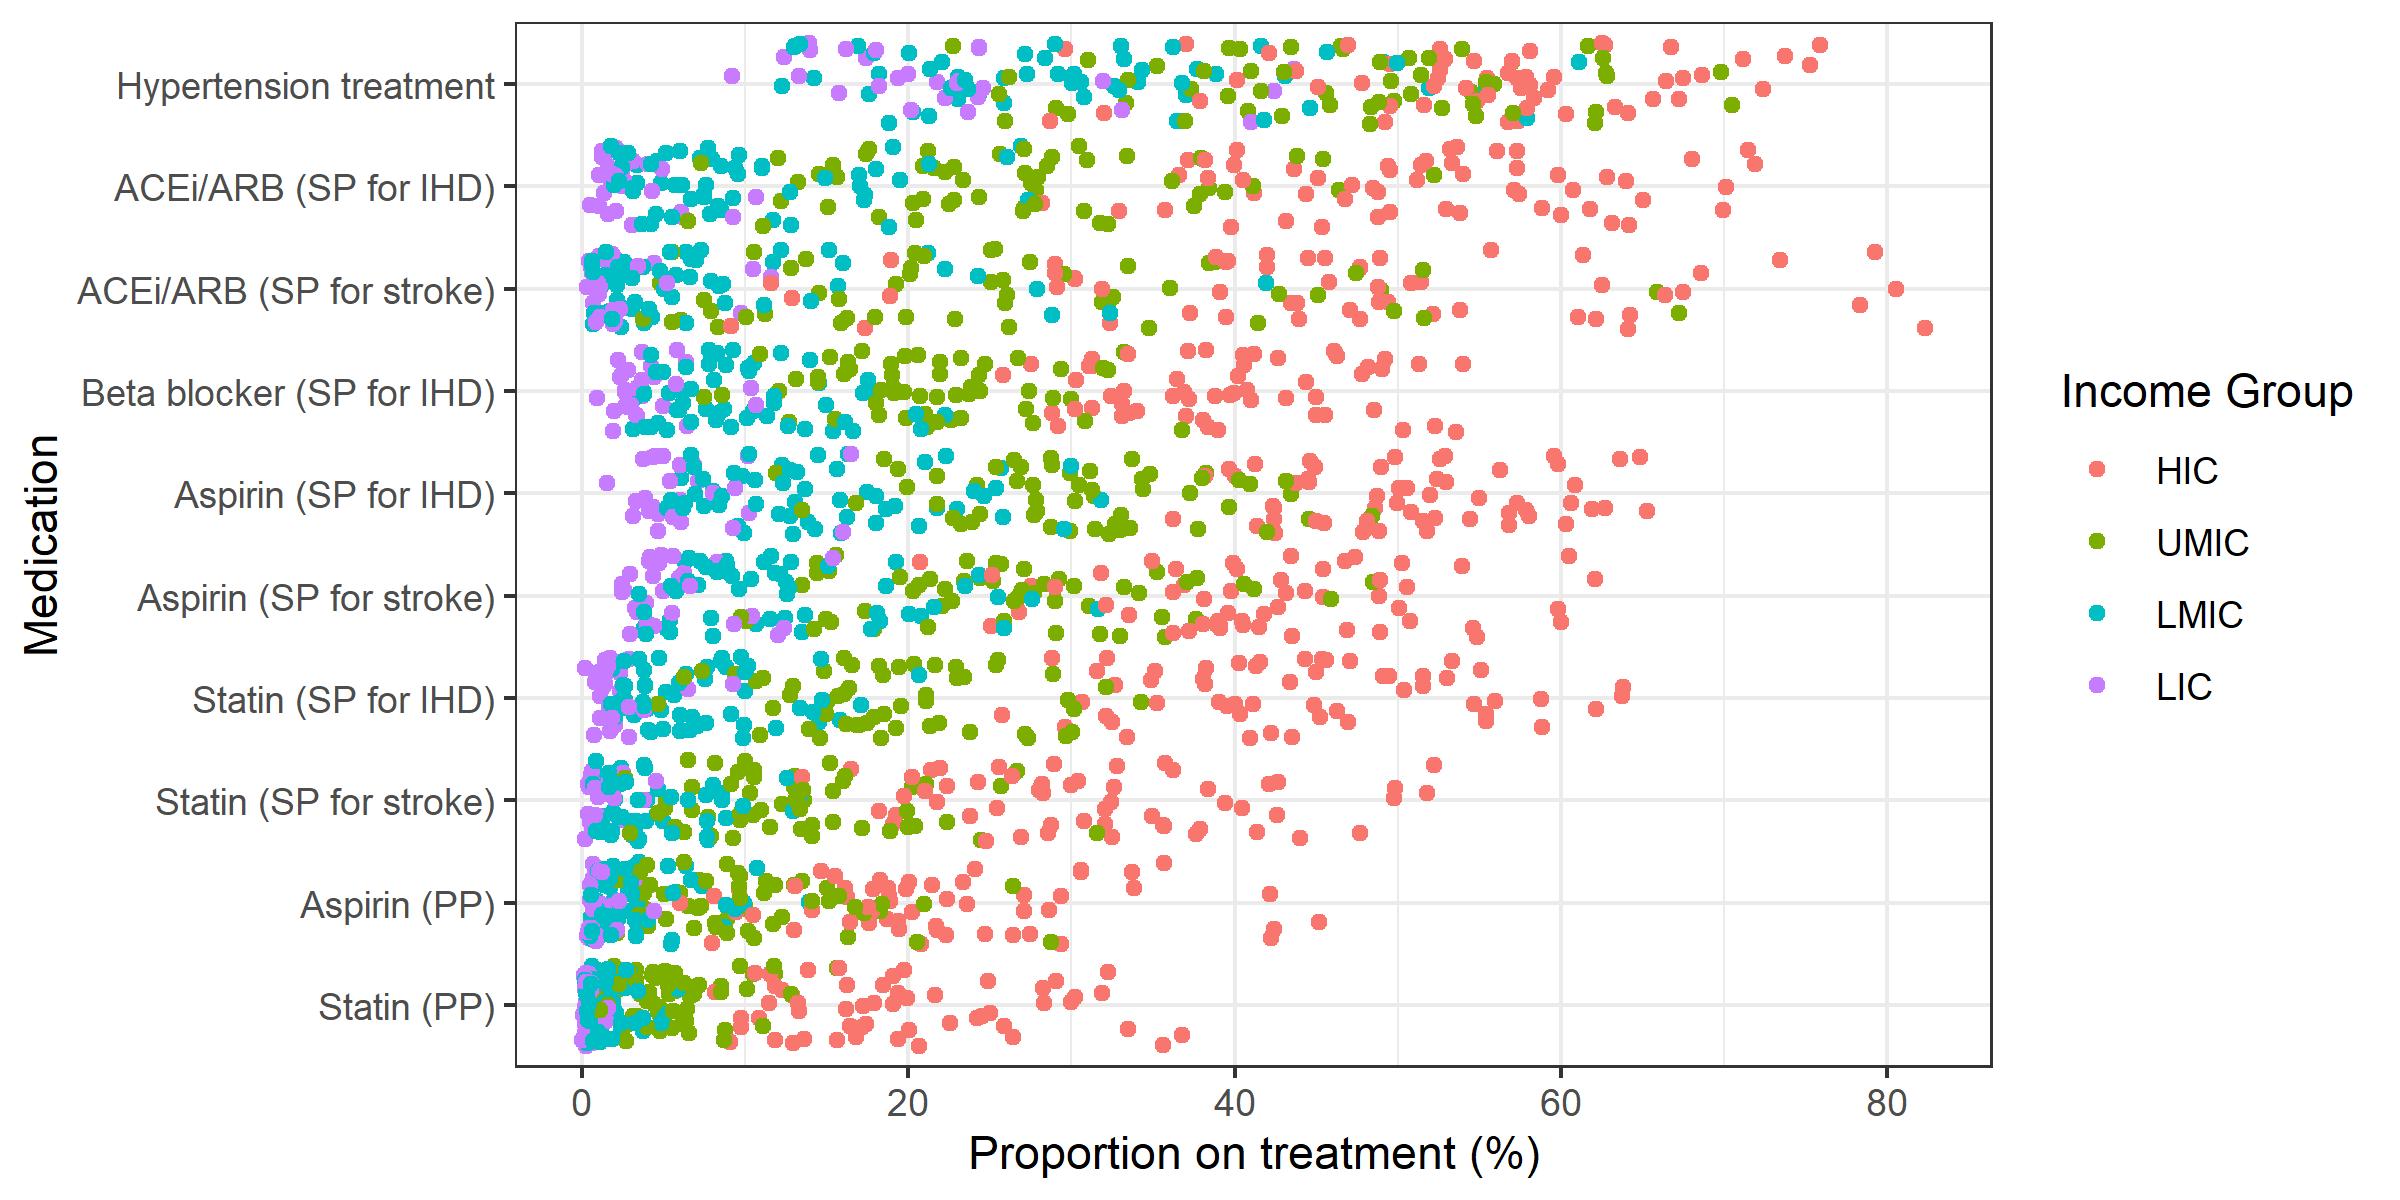 Medication
Hypertension treatment
ACEi/ARB (SP for IHD)
ACEi/ARB (SP for stroke)
Beta blocker (SP for IHD)
Aspirin (SP for IHD)
Aspirin (SP for stroke)
Statin (SP for IHD)
Statin (SP for stroke)
Aspirin (PP)
Statin (PP)
0 20 40 60 80
Proportion on treatment (%)
Income Group
HIC
UMIC
LMIC
LIC